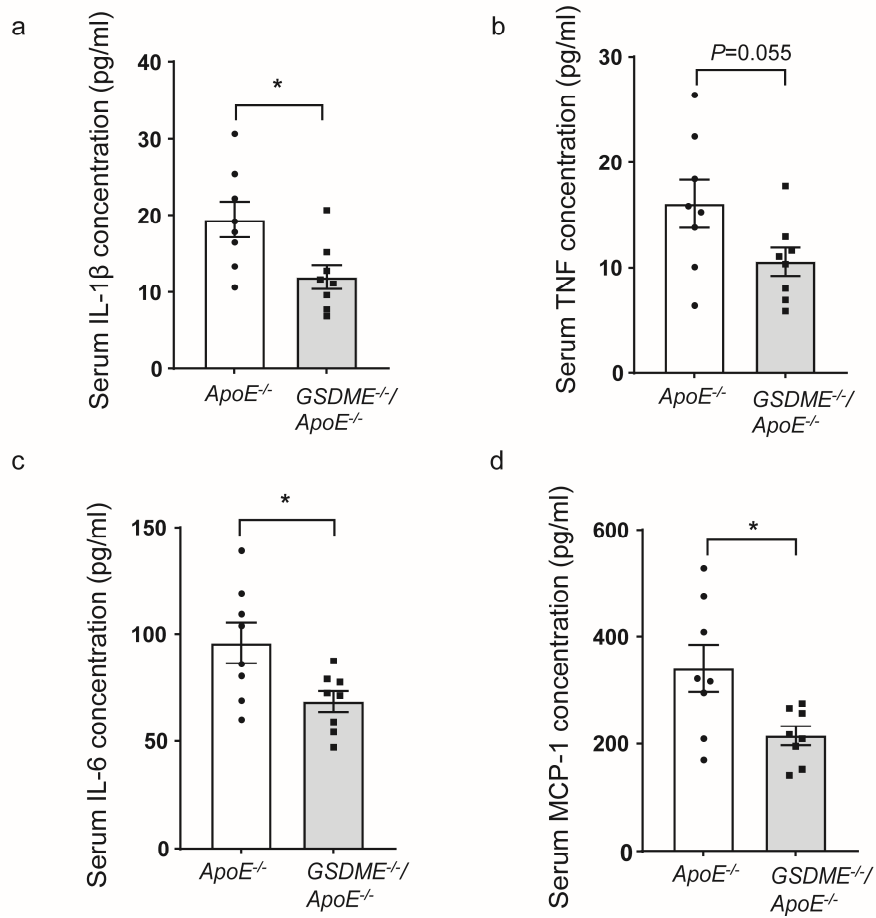 a
Serum IL-1β concentration (pg/ml)
40
30
20
10
0
*
ApoE-/-
GSDME-/-/
ApoE-/-
b
Serum TNF concentration (pg/ml)
30
20
10
0
P=0.055
ApoE-/-
GSDME-/-/
ApoE-/-
c
Serum IL-6 concentration (pg/ml)
150
100
50
0
*
ApoE-/-
GSDME-/-/
ApoE-/-
d
Serum MCP-1 concentration (pg/ml)
600
400
200
0
*
ApoE-/-
GSDME-/-/
ApoE-/-